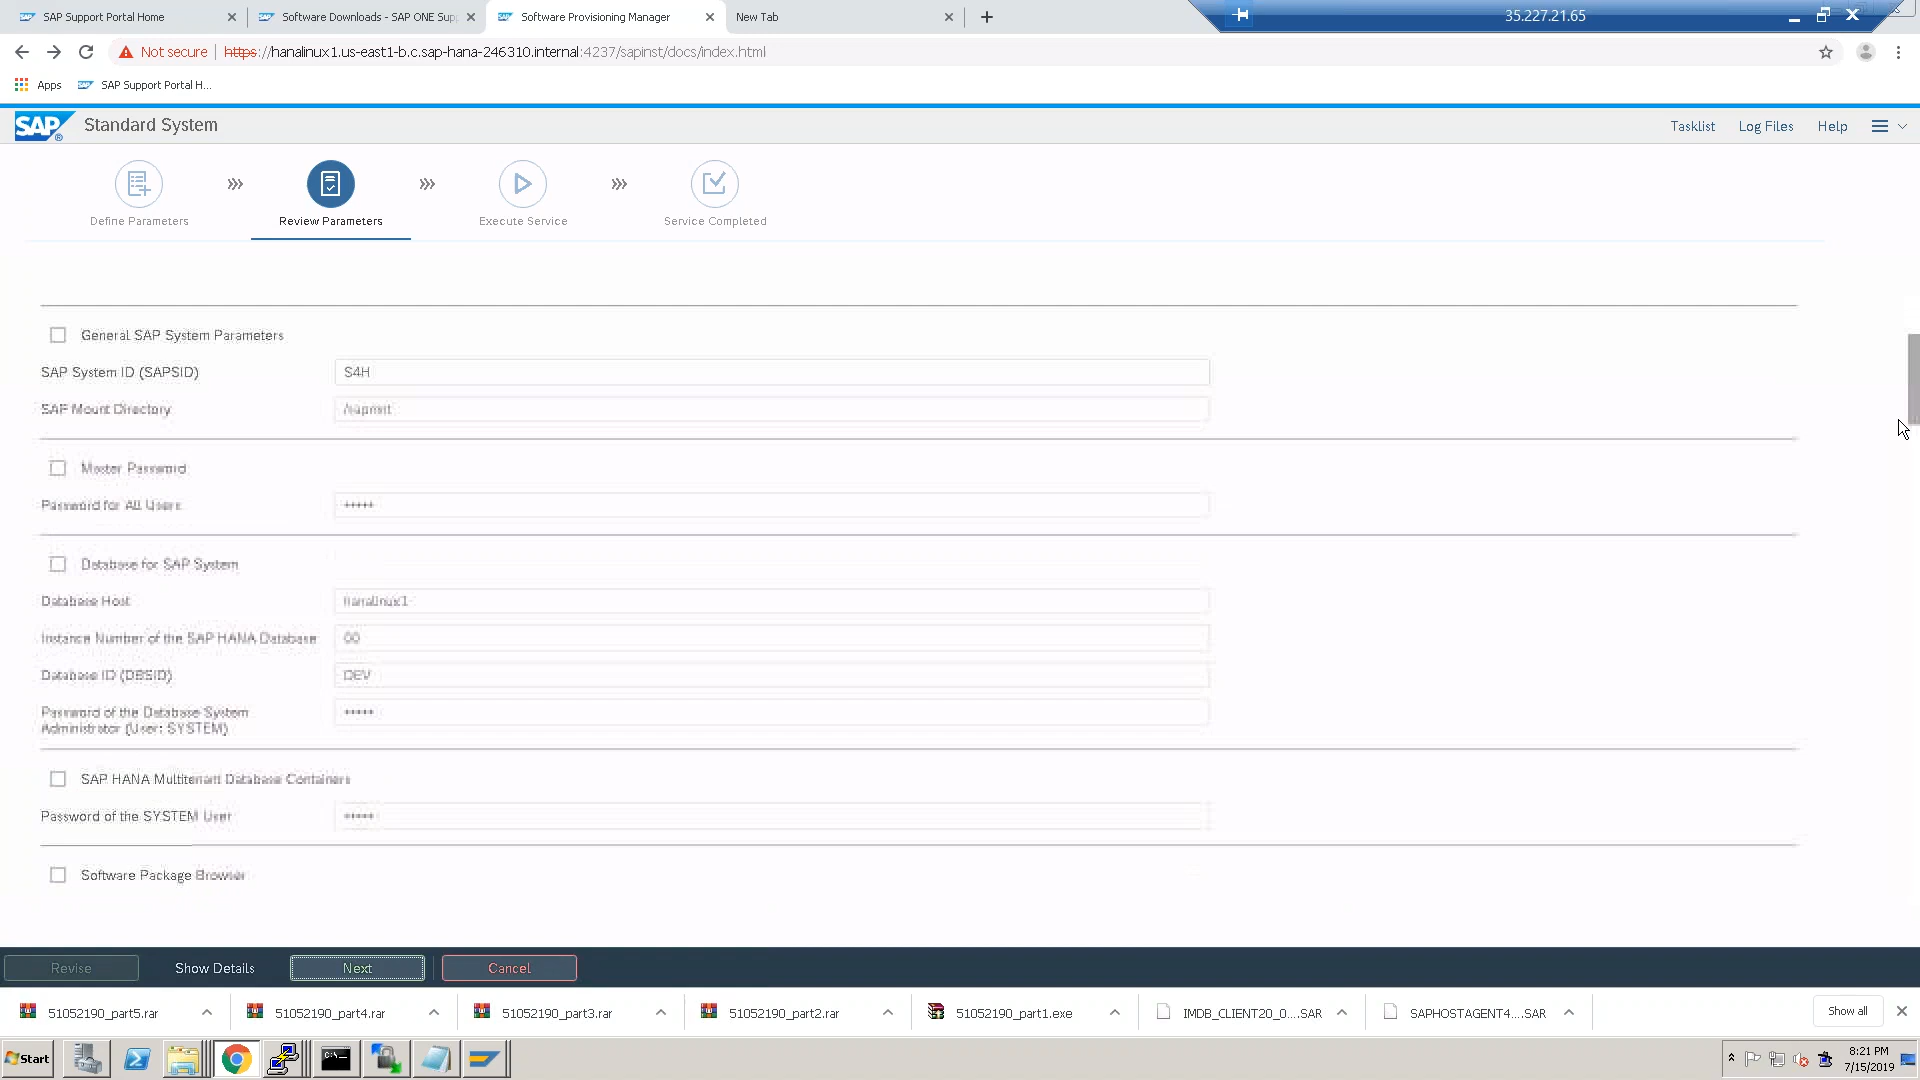 SAP Support Portal Home
Software Downloads - SAP ONE Sup
Software Provisioning Manager
New Tab
35.227.21.65
Not secure
https://hanalinux1.us-east1-b.c.sap-hana-246310.internal:4237/sapinst/docs/index.html
Apps
SAP Support Portal H...
SAP
Standard System
Tasklist
Log Files
Help
Define Parameters
Review Parameters
Execute Service
Service Completed
General SAP System Parameters
SAP System ID (SAPSID)
S4H
SAP Mount Directory
/sapmnt
Master Password
Password for All Users
*****
Database for SAP System
Database Host
hanalinux1
Instance Number of the SAP HANA Database
00
Database ID (DBSID)
DEV
Password of the Database System
Administrator (User: SYSTEM)
*****
SAP HANA Multitenant Database Containers
Password of the SYSTEM User
*****
Software Package Browser
Revise
Show Details
Next
Cancel
51052190_part5.rar
51052190_part4.rar
51052190_part3.rar
51052190_part2.rar
51052190_part1.exe
IMDB_CLIENT20_0....SAR
SAPHOSTAGENT4....SAR
Show all
Start
8:21 PM
7/15/2019